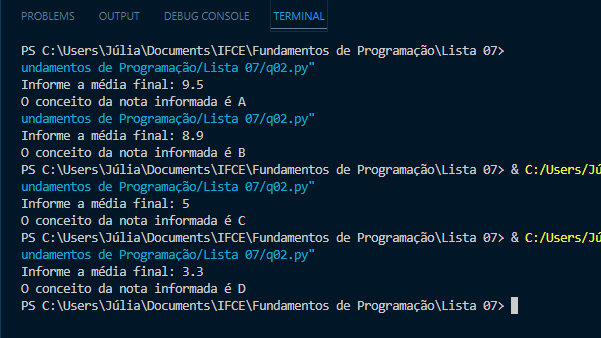 PROBLEMS OUTPUT DEBUG CONSOLE TERMINAL
PS C:\Users\Júlia\Documents\IFCE\Fundamentos de Programação\Lista 07>
undamentos de Programação/Lista 07/q02.py"
Informe a média final: 9.5
O conceito da nota informada é A
undamentos de Programação/Lista 07/q02.py"
Informe a média final: 8.9
O conceito da nota informada é B
PS C:\Users\Júlia\Documents\IFCE\Fundamentos de Programação\Lista 07> & C:/Users/Jú
undamentos de Programação/Lista 07/q02.py"
Informe a média final: 5
O conceito da nota informada é C
PS C:\Users\Júlia\Documents\IFCE\Fundamentos de Programação\Lista 07> & C:/Users/Jú
undamentos de Programação/Lista 07/q02.py"
Informe a média final: 3.3
O conceito da nota informada é D
PS C:\Users\Júlia\Documents\IFCE\Fundamentos de Programação\Lista 07>